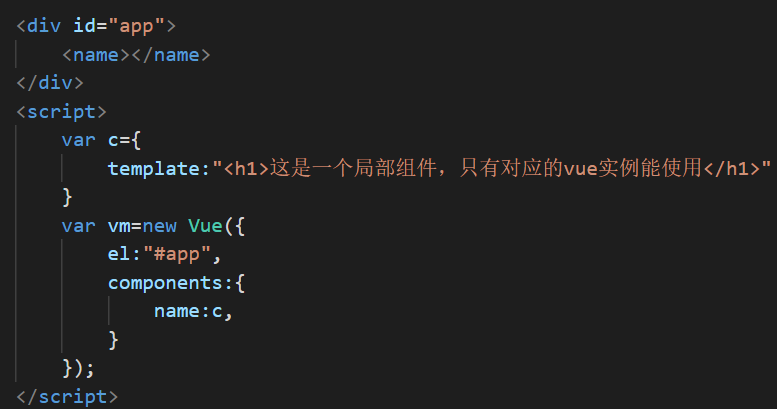 <div id="app">
    <name></name>
</div>
<script>
    var c={
        template:"<h1>这是一个局部组件，只有对应的vue实例能使用</h1>"
    }
    var vm=new Vue({
        el:"#app",
        components:{
            name:c,
        }
    });
</script>